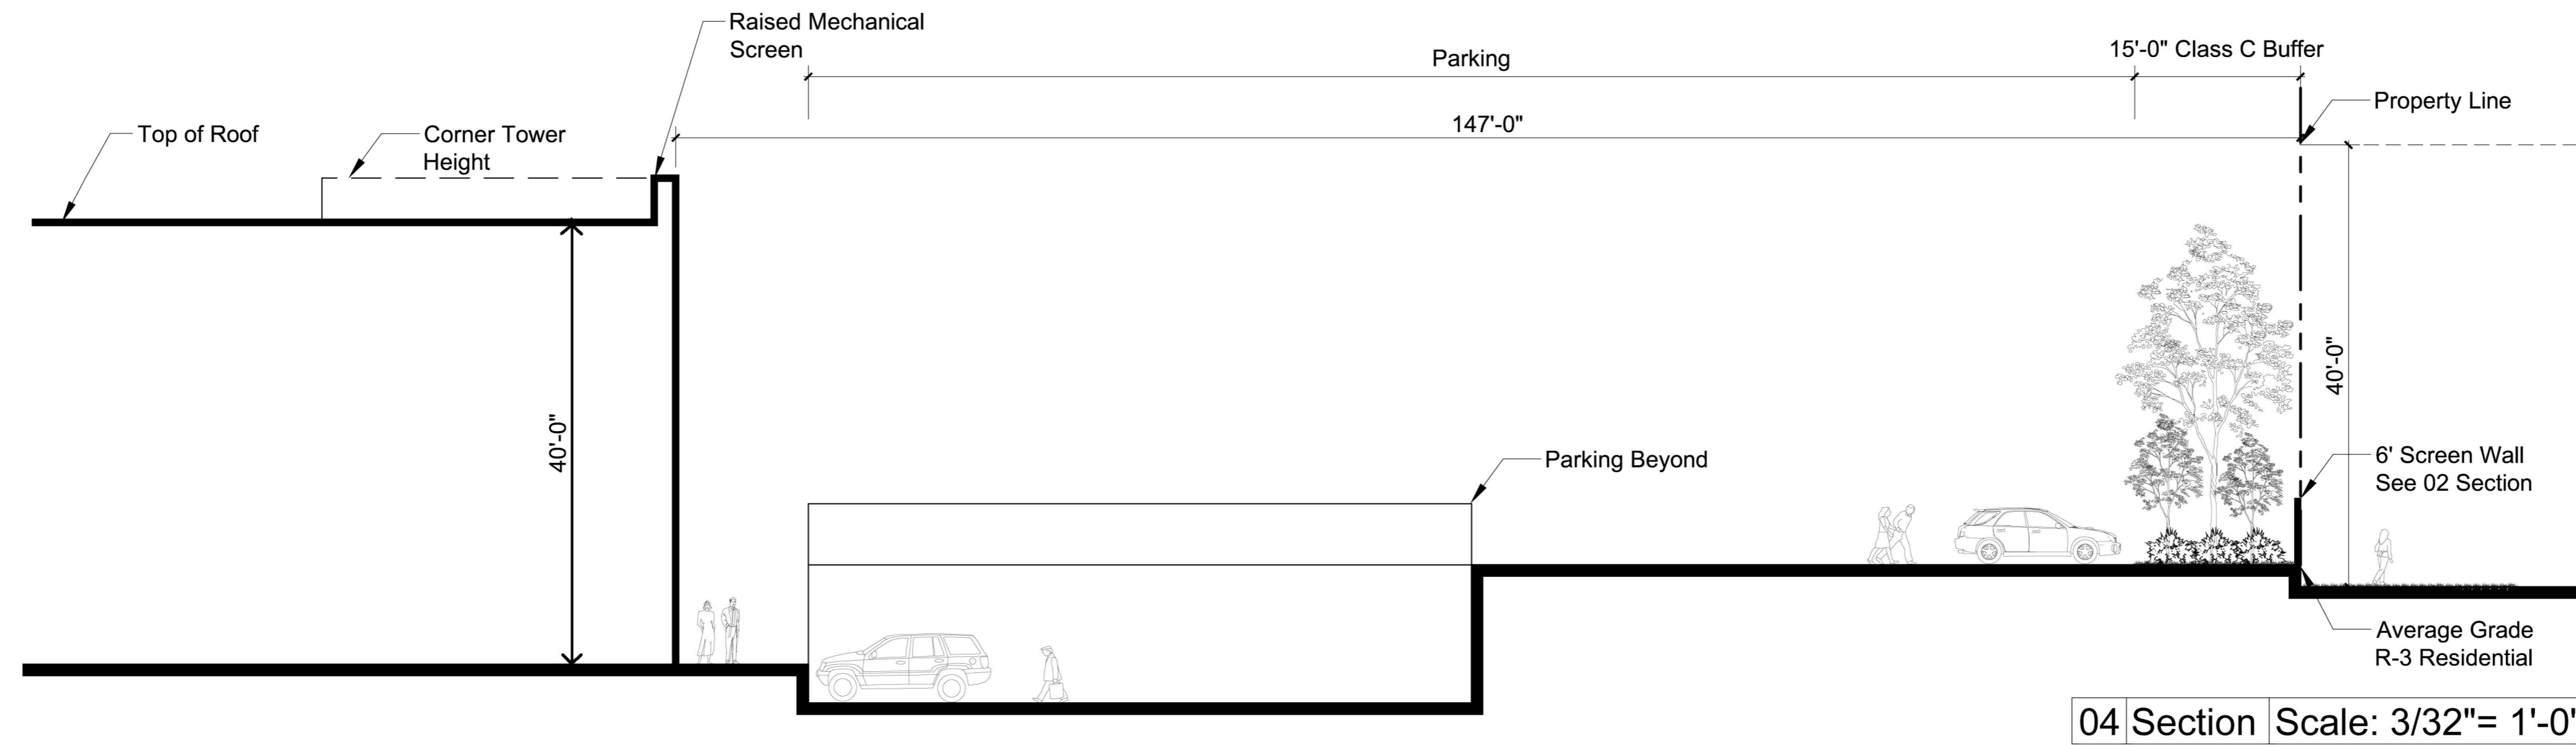 Raised Mechanical
Screen
Parking
15'-0" Class C Buffer
Property Line
147'-0"
Top of Roof
Corner Tower
Height
40'-0"
40'-0"
Parking Beyond
6' Screen Wall
See 02 Section
Average Grade
R-3 Residential
04 Section Scale: 3/32"= 1'-0"